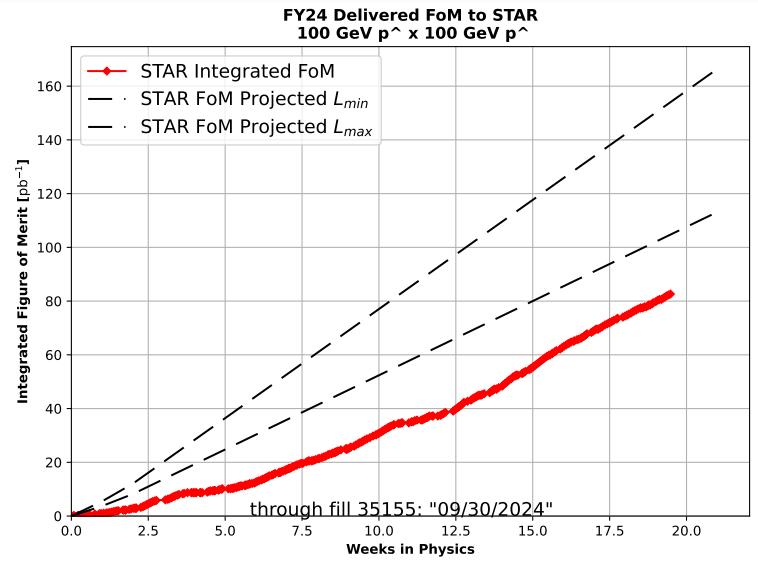 FY24 Delivered FoM to STAR
100 GeV p^ x 100 GeV p^
STAR Integrated FoM
STAR FoM Projected L_min
STAR FoM Projected L_max
Integrated Figure of Merit [pb⁻¹]
160
140
120
100
80
60
40
20
0
through fill 35155: "09/30/2024"
0.0 2.5 5.0 7.5 10.0 12.5 15.0 17.5 20.0
Weeks in Physics